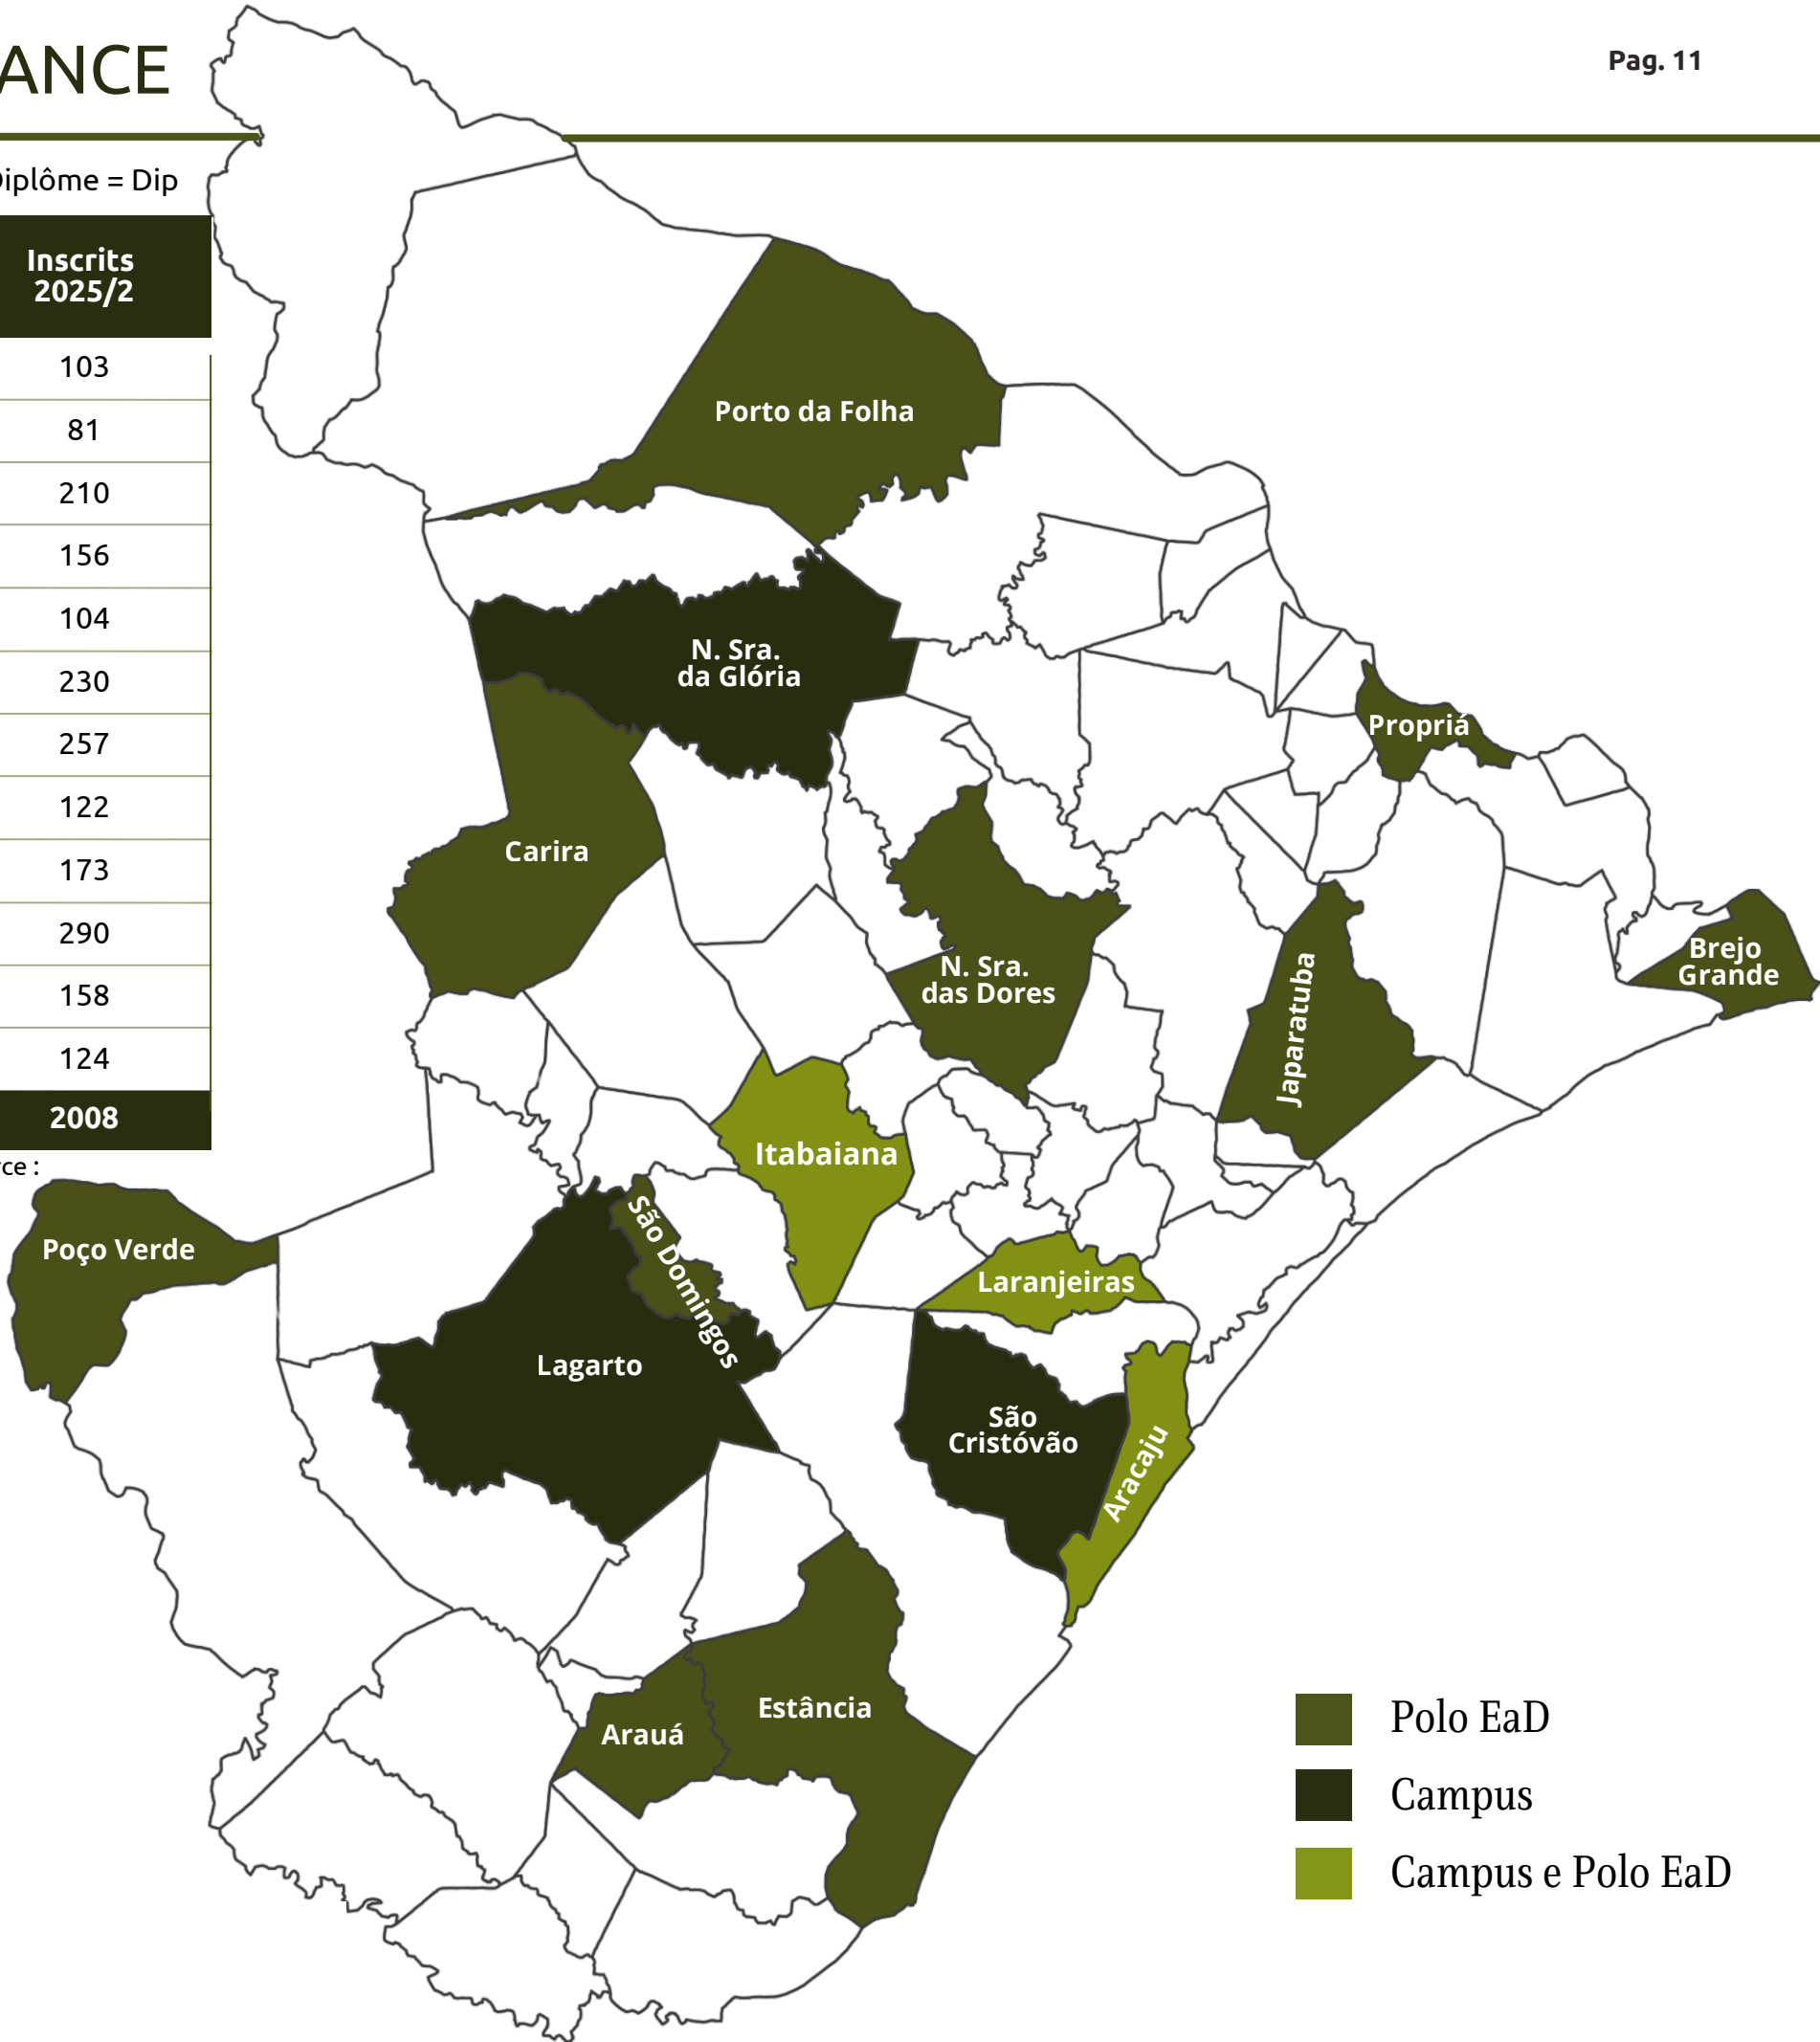 ANCE
Pag. 11
Diplôme = Dip
Inscrits
2025/2
103
81
210
156
104
230
257
122
173
290
158
124
2008
rce :
Porto da Folha
N. Sra.
da Glória
Propriá
Carira
Brejo
Grande
N. Sra.
das Dores
Japaratuba
Itabaiana
São Domingos
Poço Verde
Laranjeiras
Lagarto
São
Cristóvão
Aracaju
Estância
Arauá
Polo EaD
Campus
Campus e Polo EaD